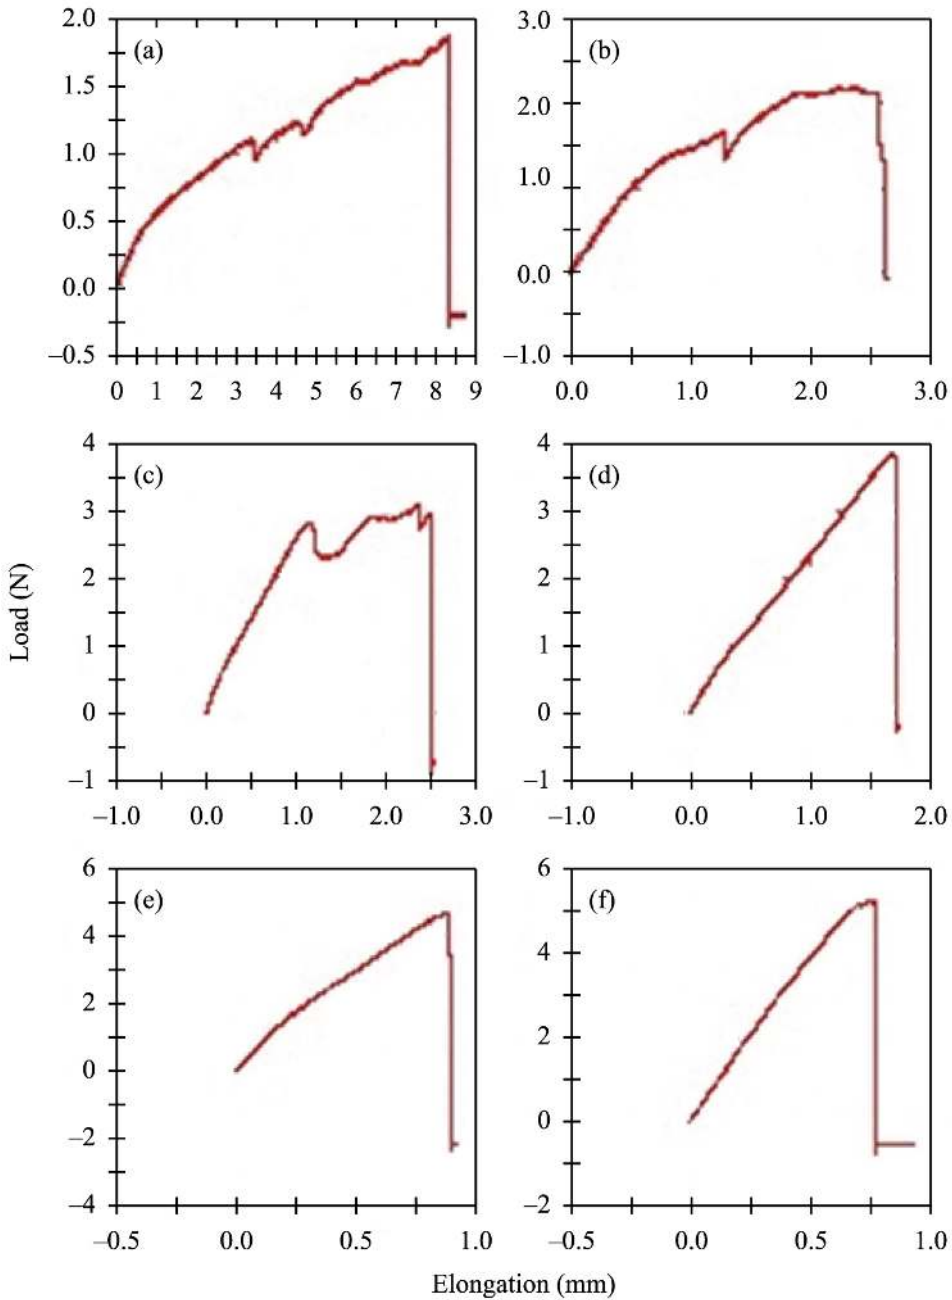 2.0
(a)
1.5
1.0
0.5
0.0
–0.5
0 1 2 3 4 5 6 7 8 9
3.0
(b)
2.0
1.0
0.0
–1.0
0.0 1.0 2.0 3.0
4
(c)
3
2
1
0
–1
–1.0 0.0 1.0 2.0 3.0
4
(d)
3
2
1
0
–1
–1.0 0.0 1.0 2.0
6
(e)
4
2
0
–2
–4
–0.5 0.0 0.5 1.0
6
(f)
4
2
0
–2
–0.5 0.0 0.5 1.0
Load (N)
Elongation (mm)